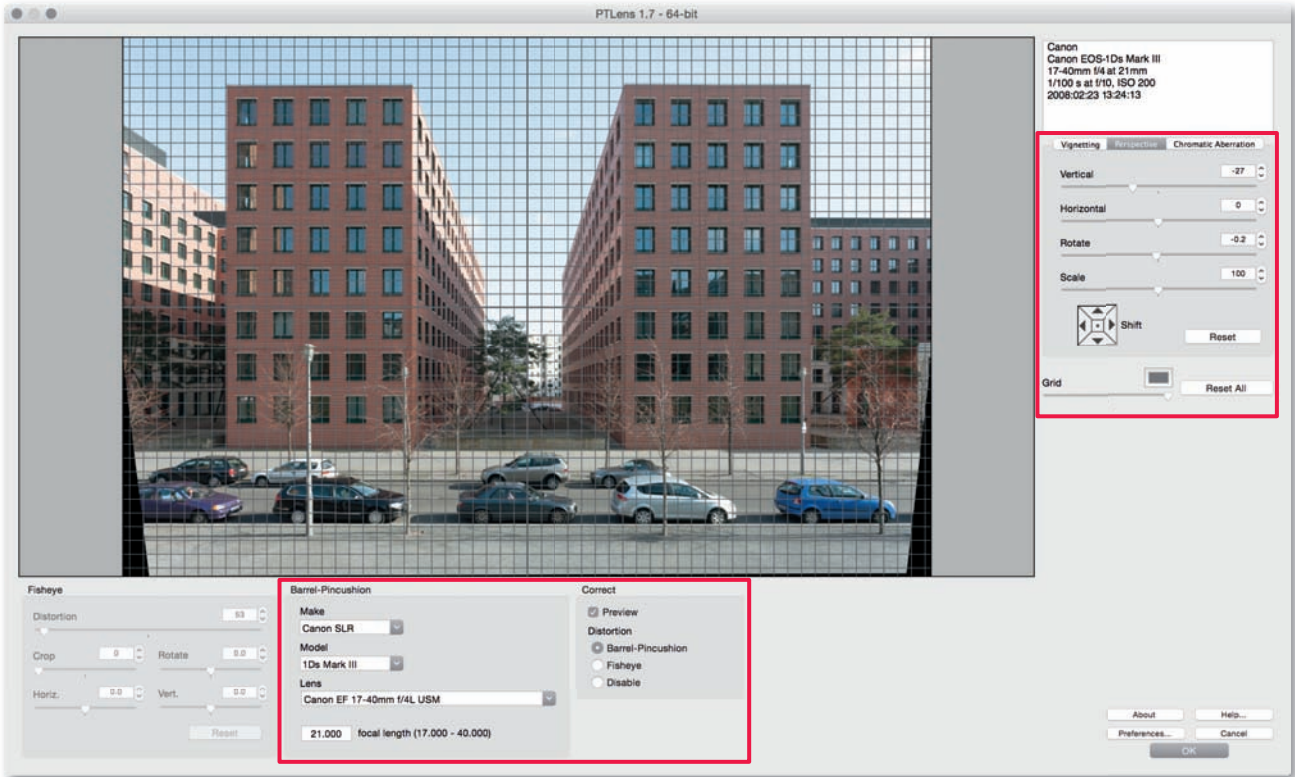 PTLens 1.7 - 64-bit
Canon
Canon EOS-1Ds Mark III
17-40mm f/4 at 21mm
1/100 s at f/10, ISO 200
2008:02:23 13:24:13
Vignetting Perspective Chromatic Aberration
Vertical -27
Horizontal 0
Rotate -0.2
Scale 100
Shift
Reset
Grid
Reset All
Fisheye
Distortion 53
Crop 0 Rotate 0.0
Horiz. 0.0 Vert. 0.0
Reset
Barrel-Pincushion
Make
Canon SLR
Model
1Ds Mark III
Lens
Canon EF 17-40mm f/4L USM
21.000 focal length (17.000 - 40.000)
Correct
Preview
Distortion
Barrel-Pincushion
Fisheye
Disable
About Help...
Preferences... Cancel
OK